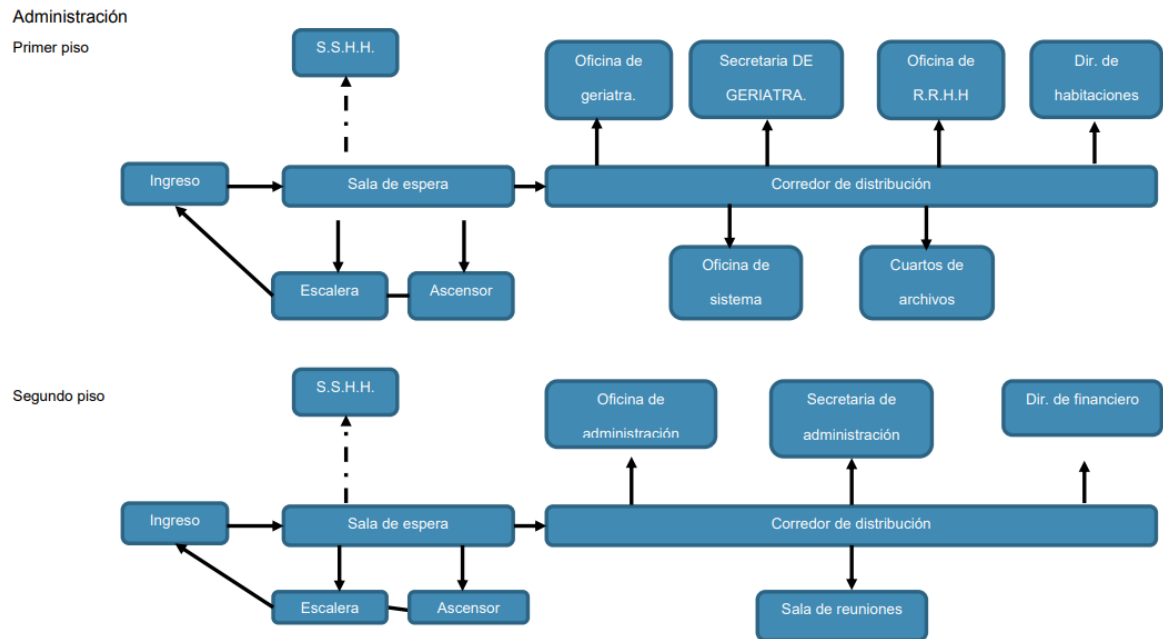 Administración
Primer piso
S.S.H.H.
Oficina de
geriatra.
Secretaria DE
GERIATRA.
Oficina de
R.R.H.H
Dir. de
habitaciones
Ingreso
Sala de espera
Corredor de distribución
Escalera
Ascensor
Oficina de
sistema
Cuartos de
archivos
Segundo piso
S.S.H.H.
Oficina de
administración
Secretaria de
administración
Dir. de financiero
Ingreso
Sala de espera
Corredor de distribución
Escalera
Ascensor
Sala de reuniones